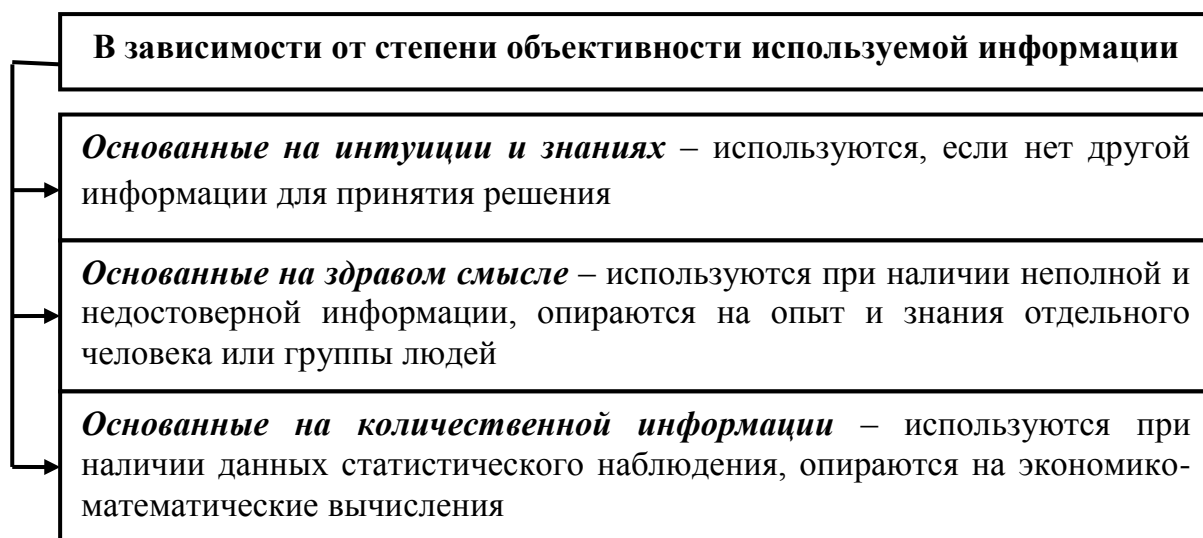 В зависимости от степени объективности используемой информации
Основанные на интуиции и знаниях – используются, если нет другой
информации для принятия решения
Основанные на здравом смысле – используются при наличии неполной и
недостоверной информации, опираются на опыт и знания отдельного
человека или группы людей
Основанные на количественной информации – используются при
наличии данных статистического наблюдения, опираются на экономико-
математические вычисления